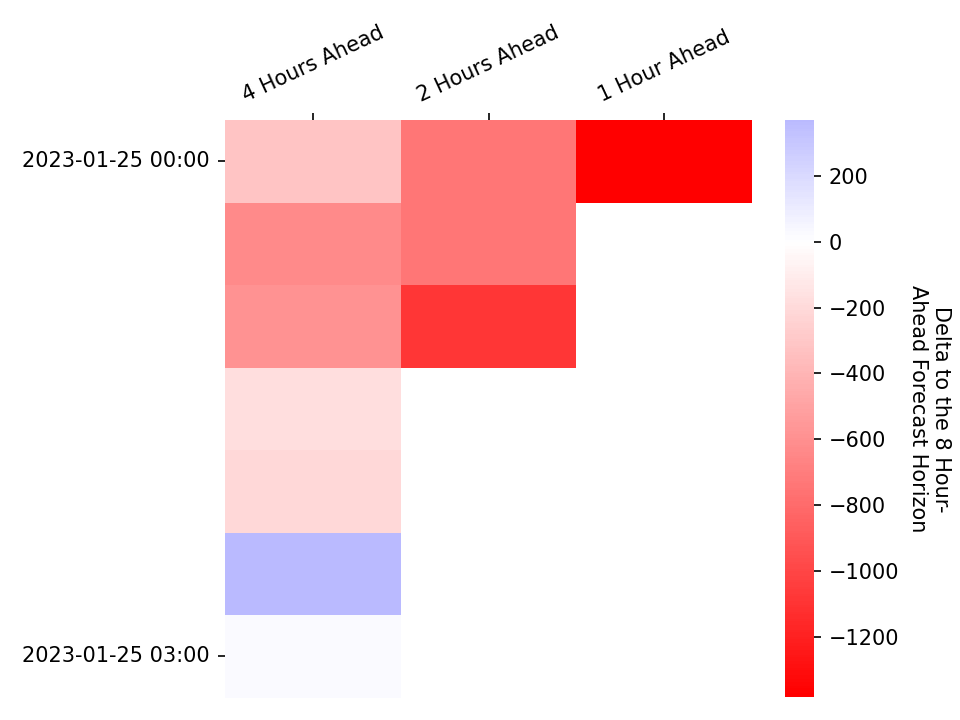 4 Hours Ahead
2 Hours Ahead
1 Hour Ahead
2023-01-25 00:00
2023-01-25 03:00
200
0
−200
−400
−600
−800
−1000
−1200
Delta to the 8 Hour-
Ahead Forecast Horizon